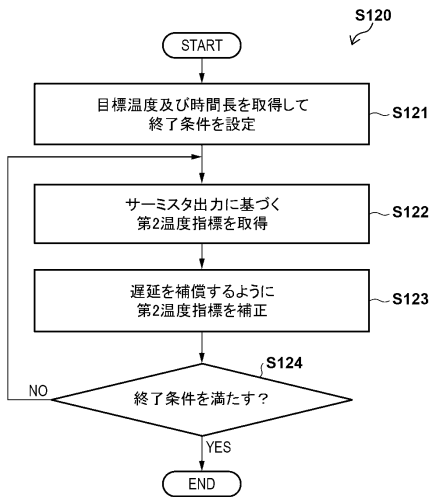 S120
START
目標温度及び時間長を取得して
終了条件を設定
S121
サーミスタ出力に基づく
第2温度指標を取得
S122
遅延を補償するように
第2温度指標を補正
S123
S124
終了条件を満たす?
NO
YES
END